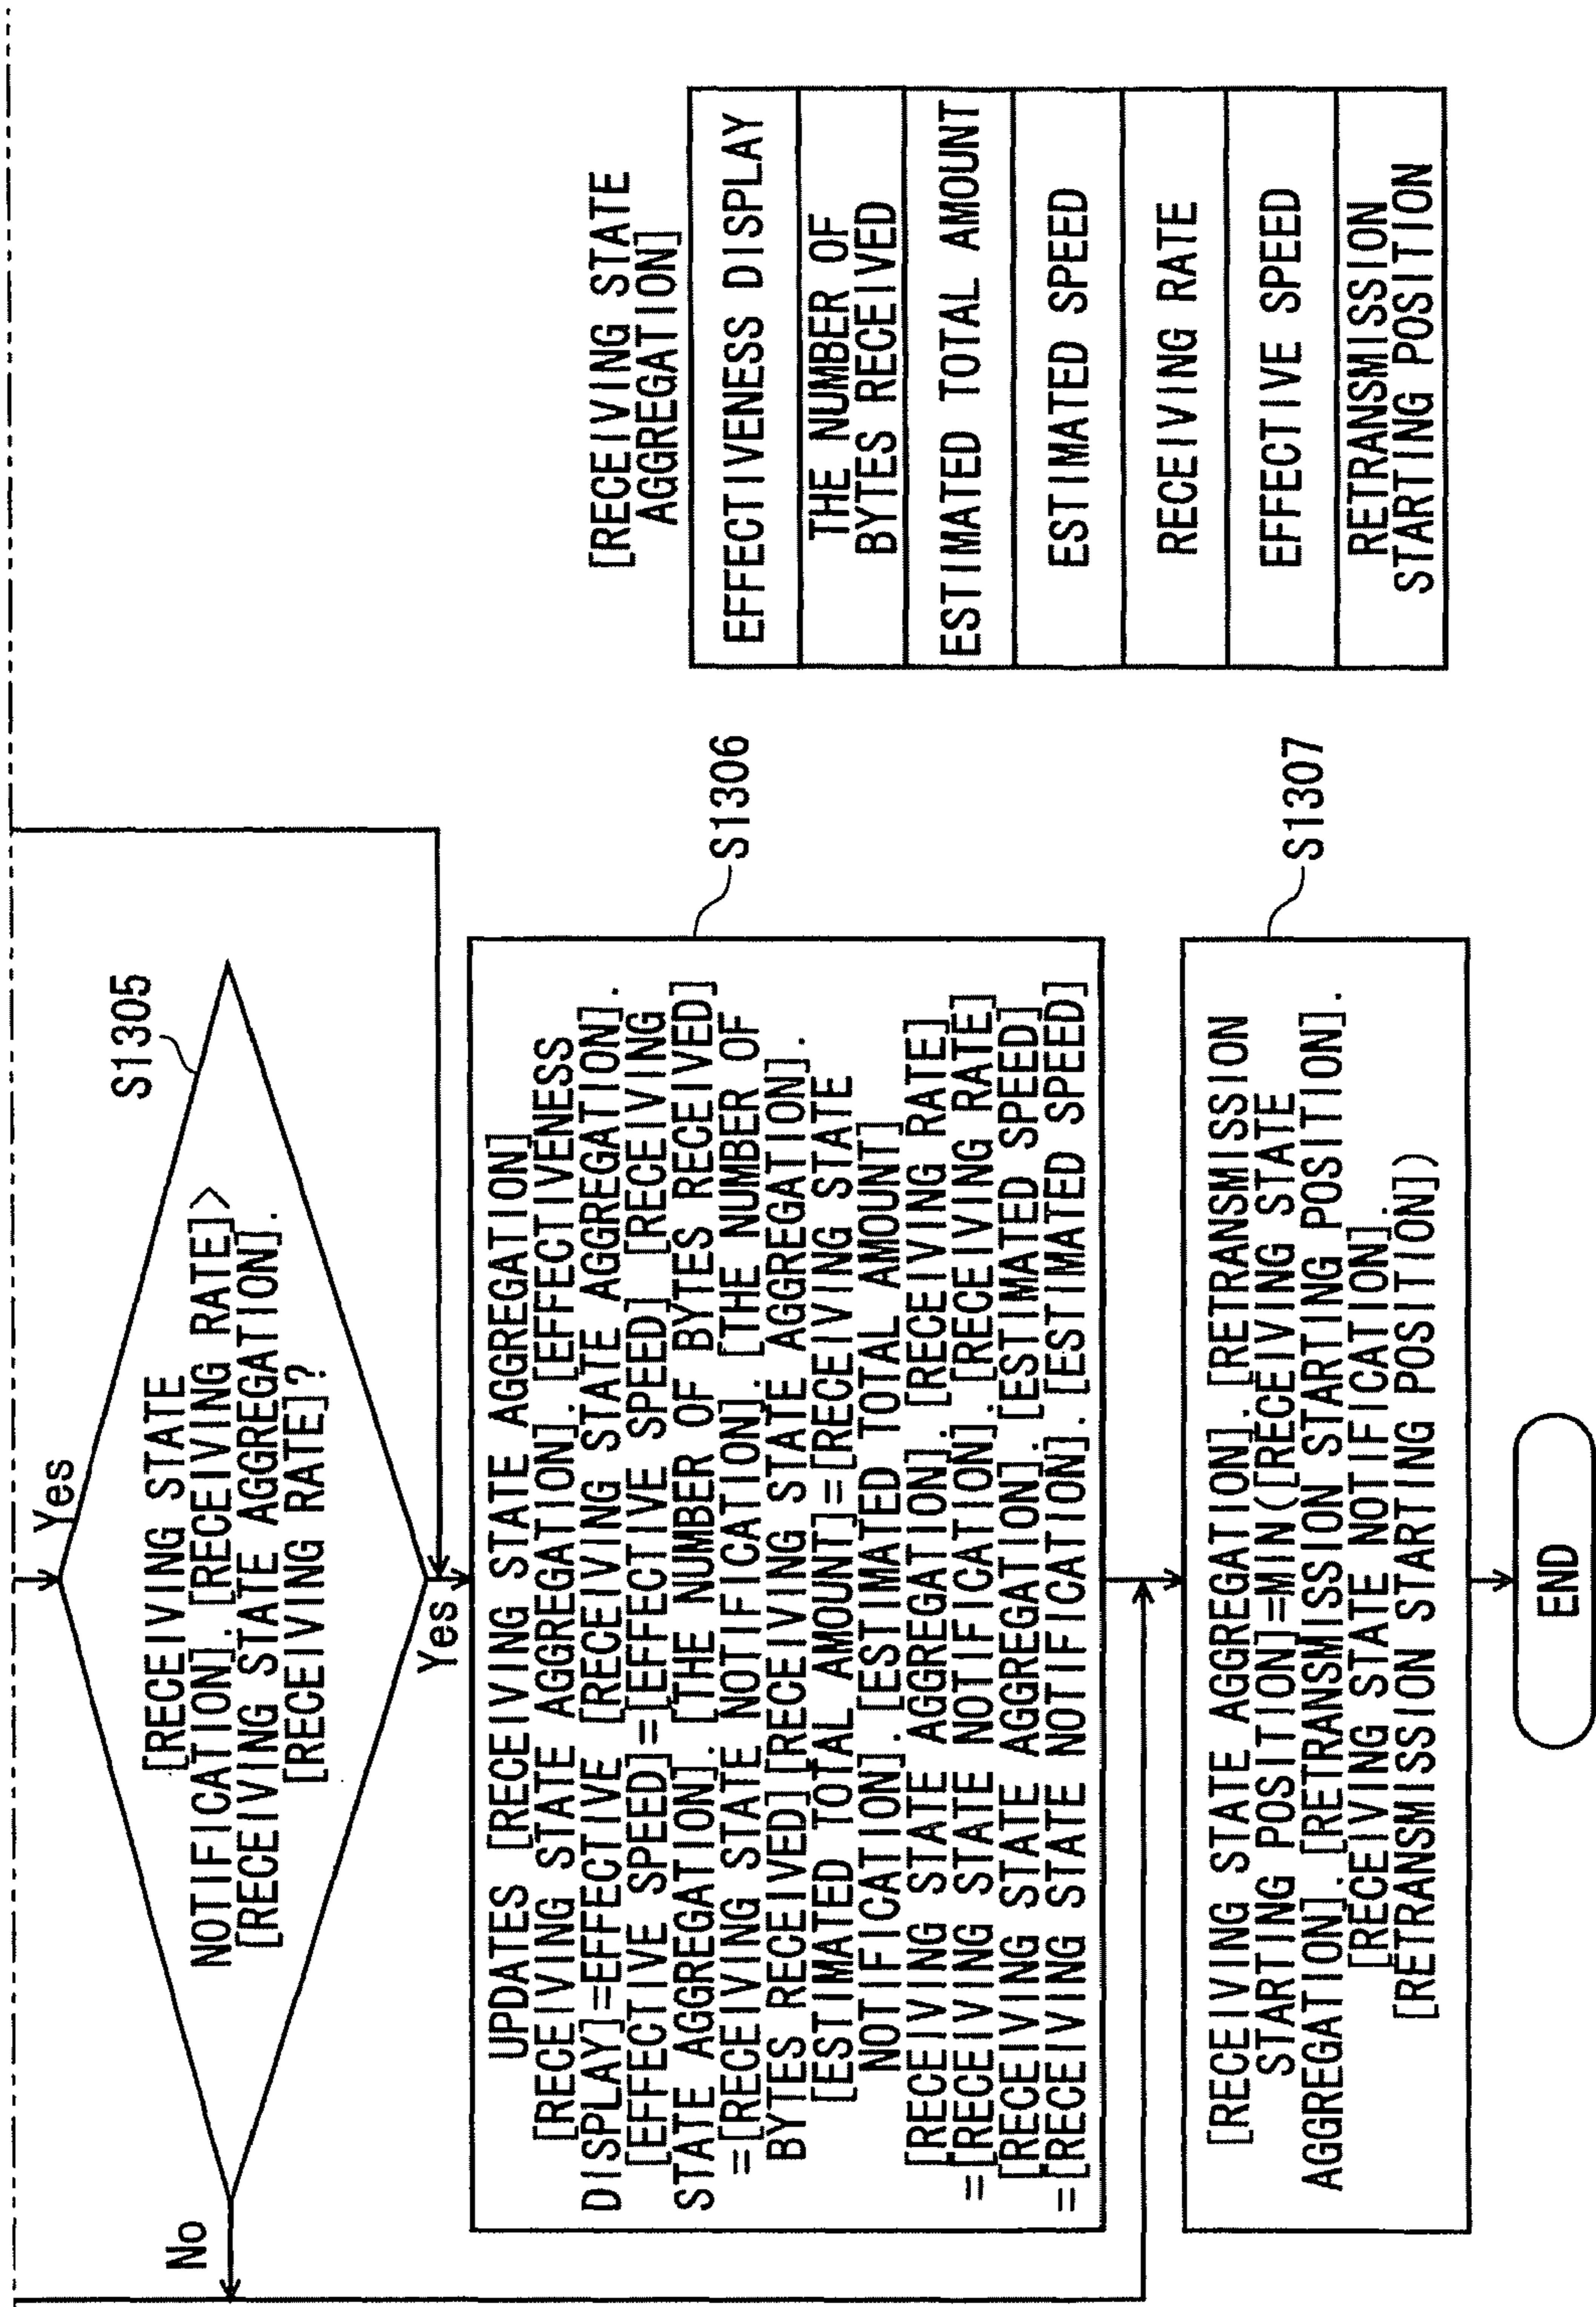 Yes
S1305
[RECEIVING STATE
NOTIFICATION].[RECEIVING RATE]>
[RECEIVING STATE AGGREGATION].
[RECEIVING RATE]?
No
Yes
UPDATES [RECEIVING STATE AGGREGATION]
[RECEIVING STATE AGGREGATION].[EFFECTIVENESS
DISPLAY]=EFFECTIVE [RECEIVING STATE AGGREGATION].
[EFFECTIVE SPEED]=[EFFECTIVE SPEED] [RECEIVING
STATE AGGREGATION].[THE NUMBER OF BYTES RECEIVED]
=[RECEIVING STATE NOTIFICATION].[THE NUMBER OF
BYTES RECEIVED][RECEIVING STATE AGGREGATION].
[ESTIMATED TOTAL AMOUNT]=[RECEIVING STATE
NOTIFICATION].[ESTIMATED TOTAL AMOUNT]
[RECEIVING STATE AGGREGATION].[RECEIVING RATE]
=[RECEIVING STATE NOTIFICATION].[RECEIVING RATE]
[RECEIVING STATE AGGREGATION].[ESTIMATED SPEED]
=[RECEIVING STATE NOTIFICATION].[ESTIMATED SPEED]
S1306
[RECEIVING STATE AGGREGATION].[RETRANSMISSION
STARTING POSITION]=MIN([RECEIVING STATE
AGGREGATION].[RETRANSMISSION STARTING POSITION].
[RECEIVING STATE NOTIFICATION].
[RETRANSMISSION STARTING POSITION])
S1307
END
[RECEIVING STATE
AGGREGATION]
EFFECTIVENESS DISPLAY
THE NUMBER OF
BYTES RECEIVED
ESTIMATED TOTAL AMOUNT
ESTIMATED SPEED
RECEIVING RATE
EFFECTIVE SPEED
RETRANSMISSION
STARTING POSITION